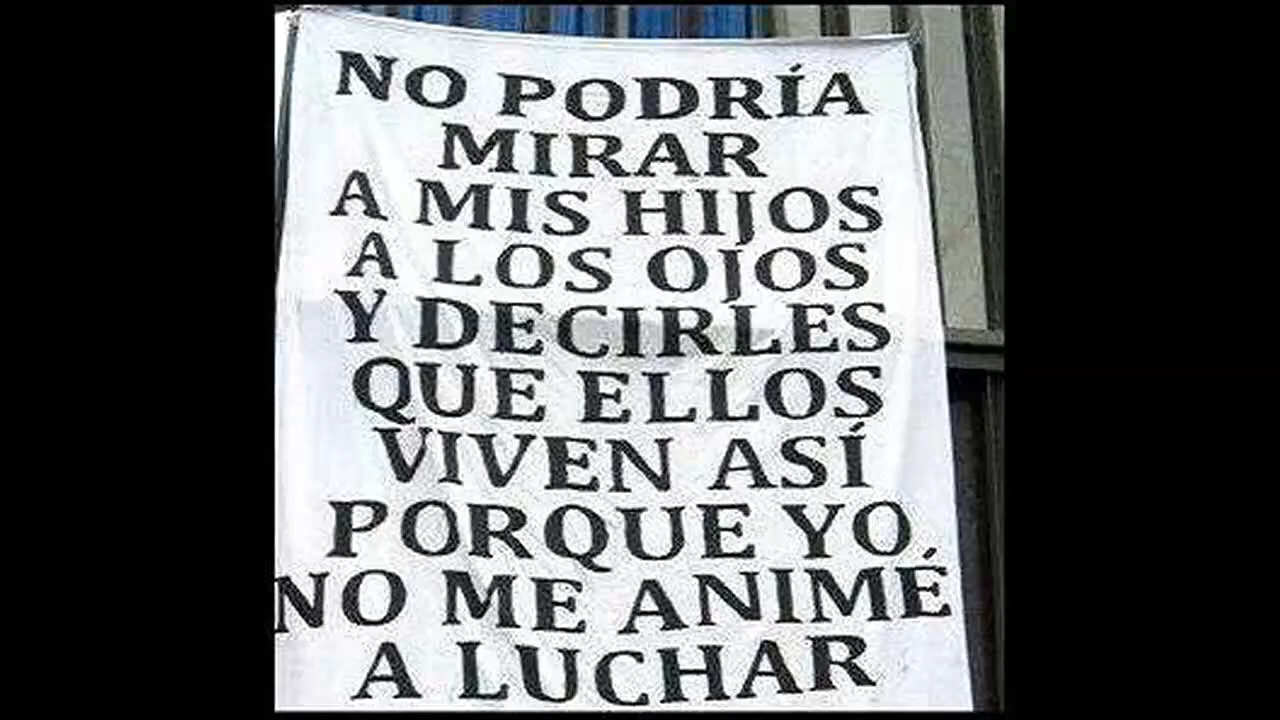 NO PODRÍA
MIRAR
A MIS HIJOS
A LOS OJOS
Y DECIRLES
QUE ELLOS
VIVEN ASÍ
PORQUE YO
NO ME ANIMÉ
A LUCHAR